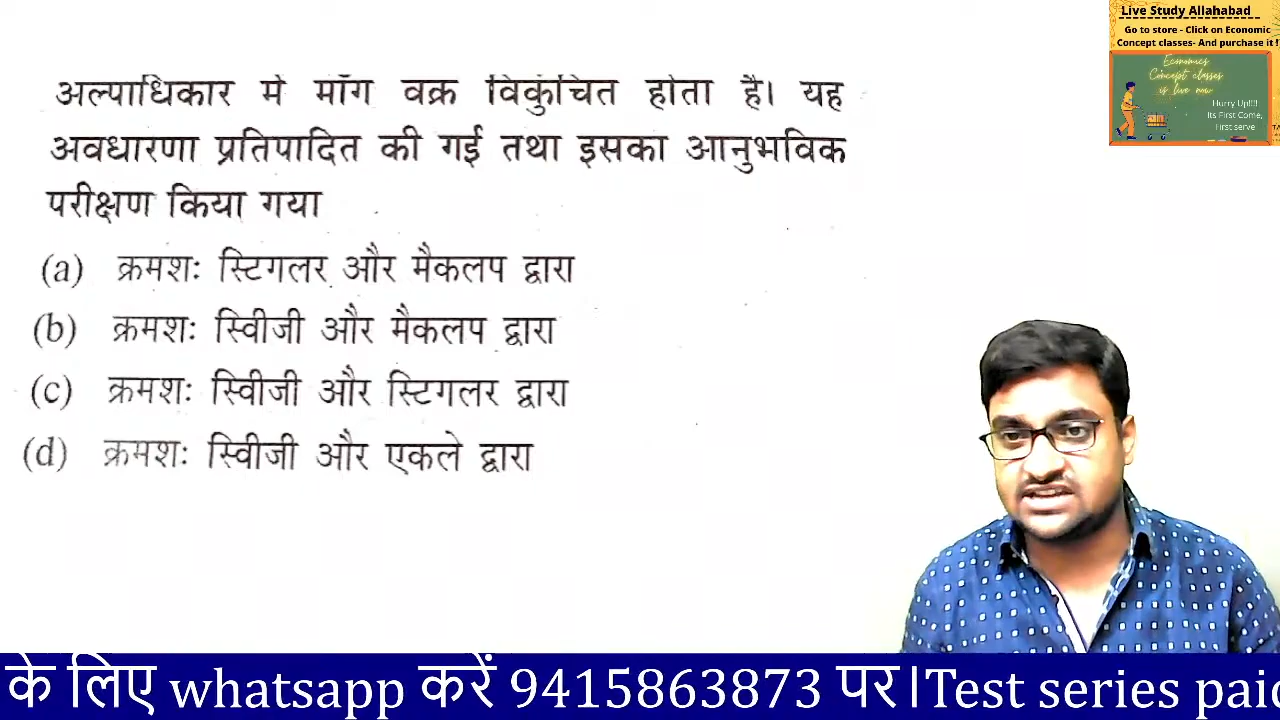 Live Study Allahabad
Go to store - Click on Economic
Concept classes- And purchase it !
Economics
Concept classes
is live now
Hurry Up!!!!
Its First Come,
First serve
अल्पाधिकार में माँग वक्र विकुंचित होता है। यह
अवधारणा प्रतिपादित की गई तथा इसका आनुभविक
परीक्षण किया गया
(a) क्रमशः स्टिगलर और मैकलप द्वारा
(b) क्रमशः स्विीजी और मैकलप द्वारा
(c) क्रमशः स्विीजी और स्टिगलर द्वारा
(d) क्रमशः स्विीजी और एकले द्वारा
के लिए whatsapp करें 9415863873 पर।Test series paid